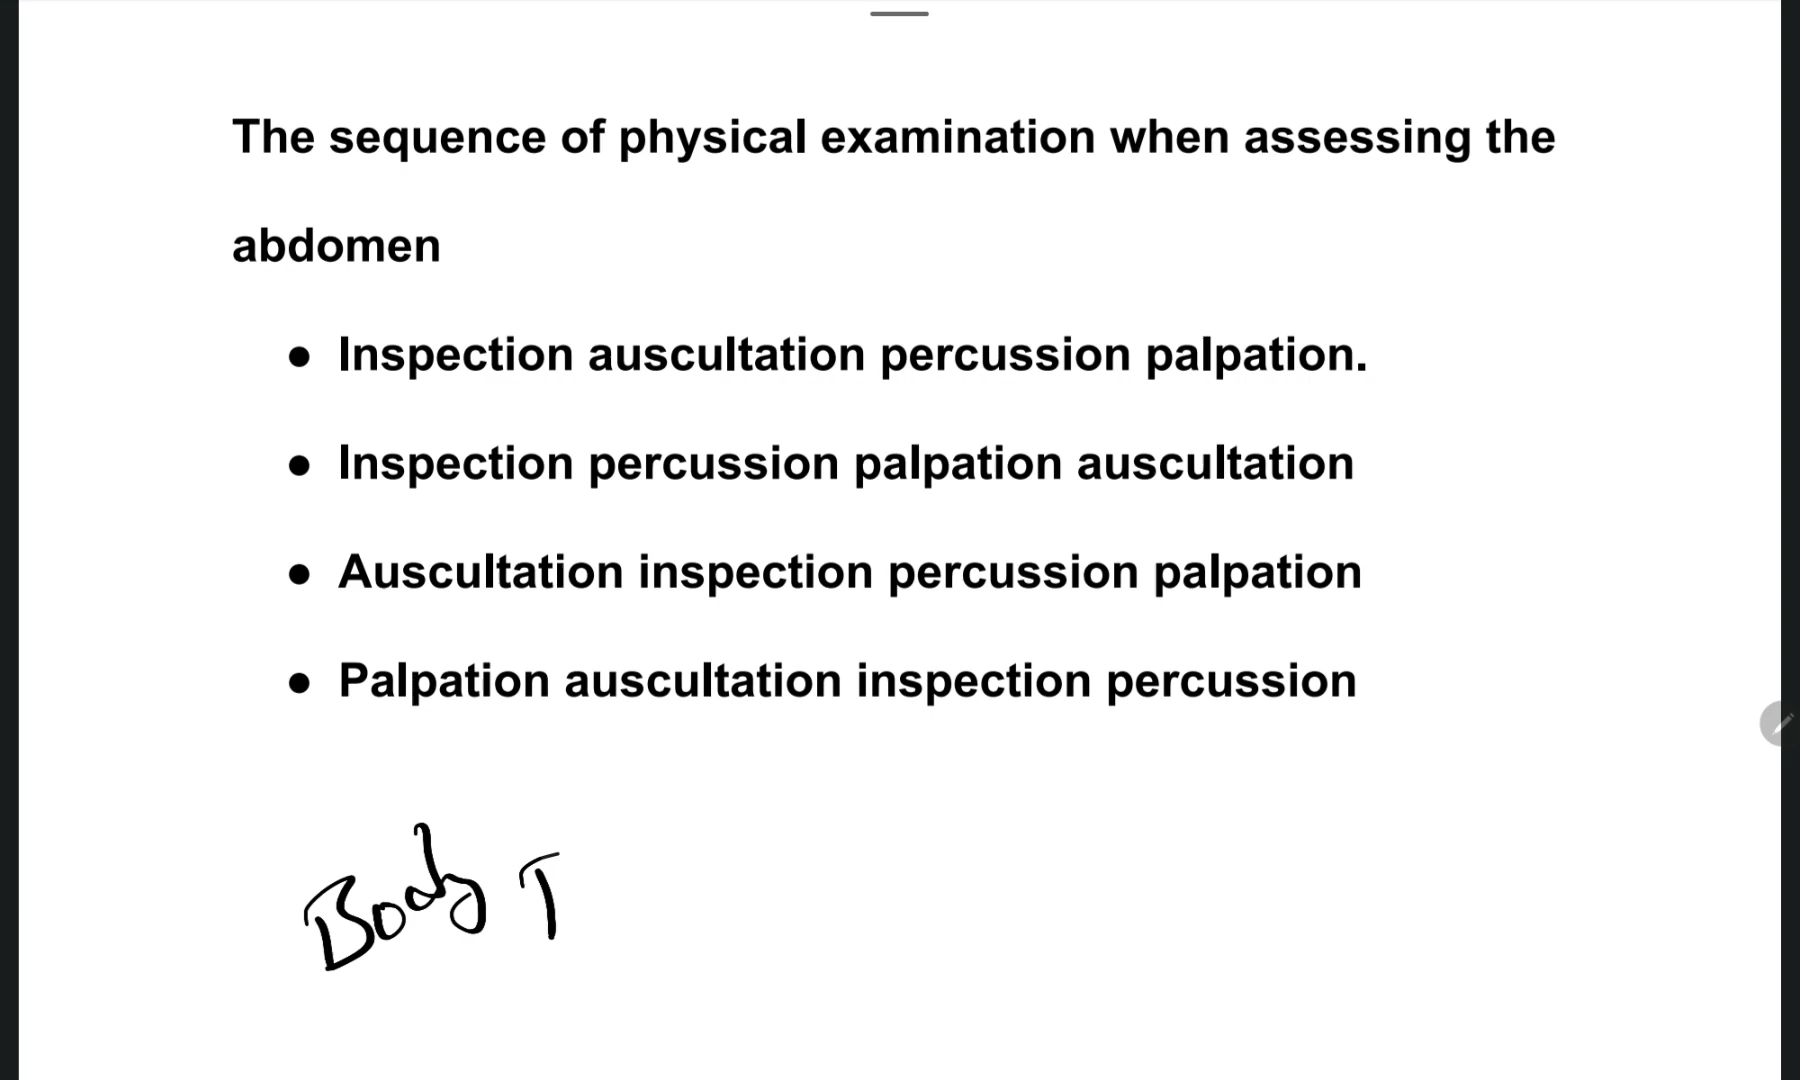 The sequence of physical examination when assessing the
abdomen
● Inspection auscultation percussion palpation.
● Inspection percussion palpation auscultation
● Auscultation inspection percussion palpation
● Palpation auscultation inspection percussion
Body T